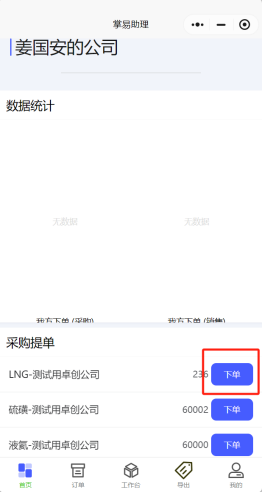 掌易助理
姜国安的公司
数据统计
无数据 无数据
我方下单 (采购) 我方下单 (销售)
采购提单
LNG-测试用卓创公司 236 下单
硫磺-测试用卓创公司 60002 下单
液氨-测试用卓创公司 60000 下单
首页 订单 工作台 导出 我的